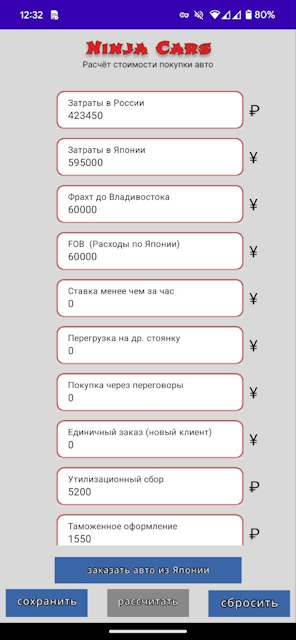 12:32
80%
Ninja Cars
Расчёт стоимости покупки авто
Затраты в России
423450 ₽
Затраты в Японии
595000 ¥
Фрахт до Владивостока
60000 ¥
FOB (Расходы по Японии)
60000 ¥
Ставка менее чем за час
0 ¥
Перегрузка на др. стоянку
0 ¥
Покупка через переговоры
0 ¥
Единичный заказ (новый клиент)
0 ¥
Утилизационный сбор
5200 ₽
Таможенное оформление
1550 ₽
заказать авто из Японии
сохранить рассчитать сбросить